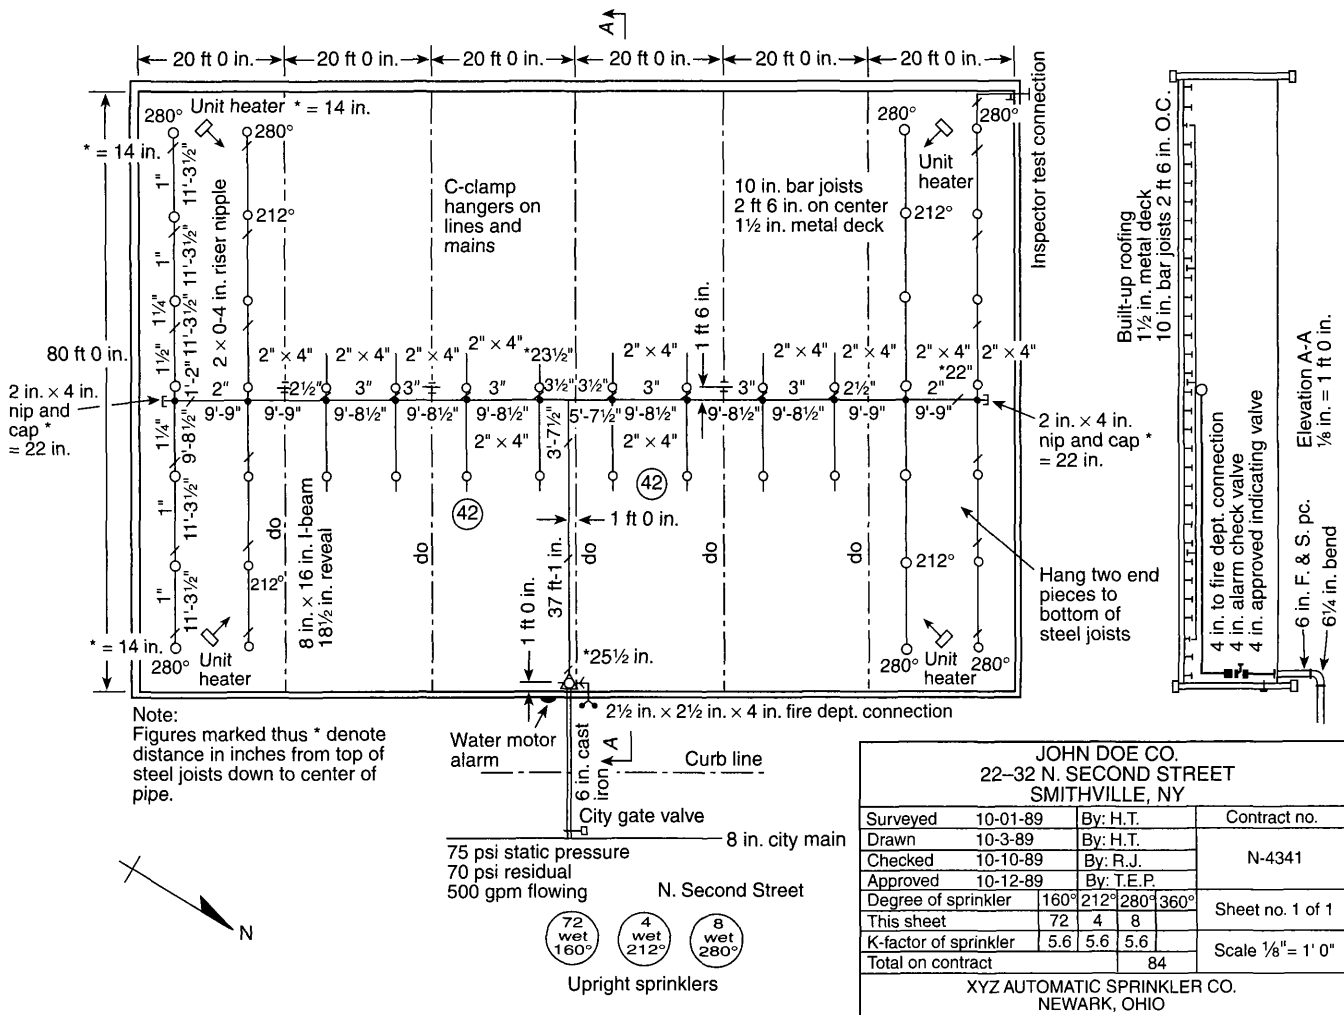 A
20 ft 0 in.
20 ft 0 in.
20 ft 0 in.
20 ft 0 in.
20 ft 0 in.
20 ft 0 in.
Unit heater * = 14 in.
280°
280°
280°
280°
* = 14 in.
Unit
heater
Inspector test connection
C-clamp
hangers on
lines and
mains
10 in. bar joists
2 ft 6 in. on center
1½ in. metal deck
212°
212°
1"
11'-3½"
1"
11'-3½"
1¼"
11'-3½"
1½"
1'-2"
2 × 0-4 in. riser nipple
1 ft 6 in.
80 ft 0 in.
2" × 4"
2" × 4"
2" × 4"
2" × 4"
*23½"
2" × 4"
2" × 4"
2" × 4"
2" × 4"
2" × 4"
*22"
2"
2½"
3"
3"
3"
3½"
3½"
3"
3"
3"
2½"
2"
9'-9"
9'-9"
9'-8½"
9'-8½"
9'-8½"
5'-7½"
9'-8½"
9'-8½"
9'-8½"
9'-9"
9'-9"
2 in. × 4 in.
nip and
cap *
= 22 in.
2 in. × 4 in.
nip and cap *
= 22 in.
1¼"
9'-8½"
2" × 4"
3'-7½"
2" × 4"
42
42
1 ft 0 in.
1"
11'-3½"
1"
11'-3½"
do
do
do
do
do
8 in. × 16 in. I-beam
18½ in. reveal
37 ft-1 in.
1 ft 0 in.
212°
212°
Hang two end
pieces to
bottom of
steel joists
* = 14 in.
280°
Unit
heater
*25½ in.
280°
Unit
heater
280°
Note:
Figures marked thus * denote
distance in inches from top of
steel joists down to center of
pipe.
Water motor
alarm
2½ in. × 2½ in. × 4 in. fire dept. connection
A
Curb line
6 in. cast
iron
City gate valve
8 in. city main
75 psi static pressure
70 psi residual
500 gpm flowing
N. Second Street
N
72
wet
160°
4
wet
212°
8
wet
280°
Upright sprinklers
Built-up roofing
1½ in. metal deck
10 in. bar joists 2 ft 6 in. O.C.
4 in. to fire dept. connection
4 in. alarm check valve
4 in. approved indicating valve
Elevation A-A
⅛ in. = 1 ft 0 in.
6 in. F. & S. pc.
6¼ in. bend
JOHN DOE CO.
22–32 N. SECOND STREET
SMITHVILLE, NY
Surveyed 10-01-89 By: H.T. Contract no.
Drawn 10-3-89 By: H.T.
Checked 10-10-89 By: R.J. N-4341
Approved 10-12-89 By: T.E.P.
Degree of sprinkler 160° 212° 280° 360° Sheet no. 1 of 1
This sheet 72 4 8
K-factor of sprinkler 5.6 5.6 5.6 Scale ⅛" = 1' 0"
Total on contract 84
XYZ AUTOMATIC SPRINKLER CO.
NEWARK, OHIO